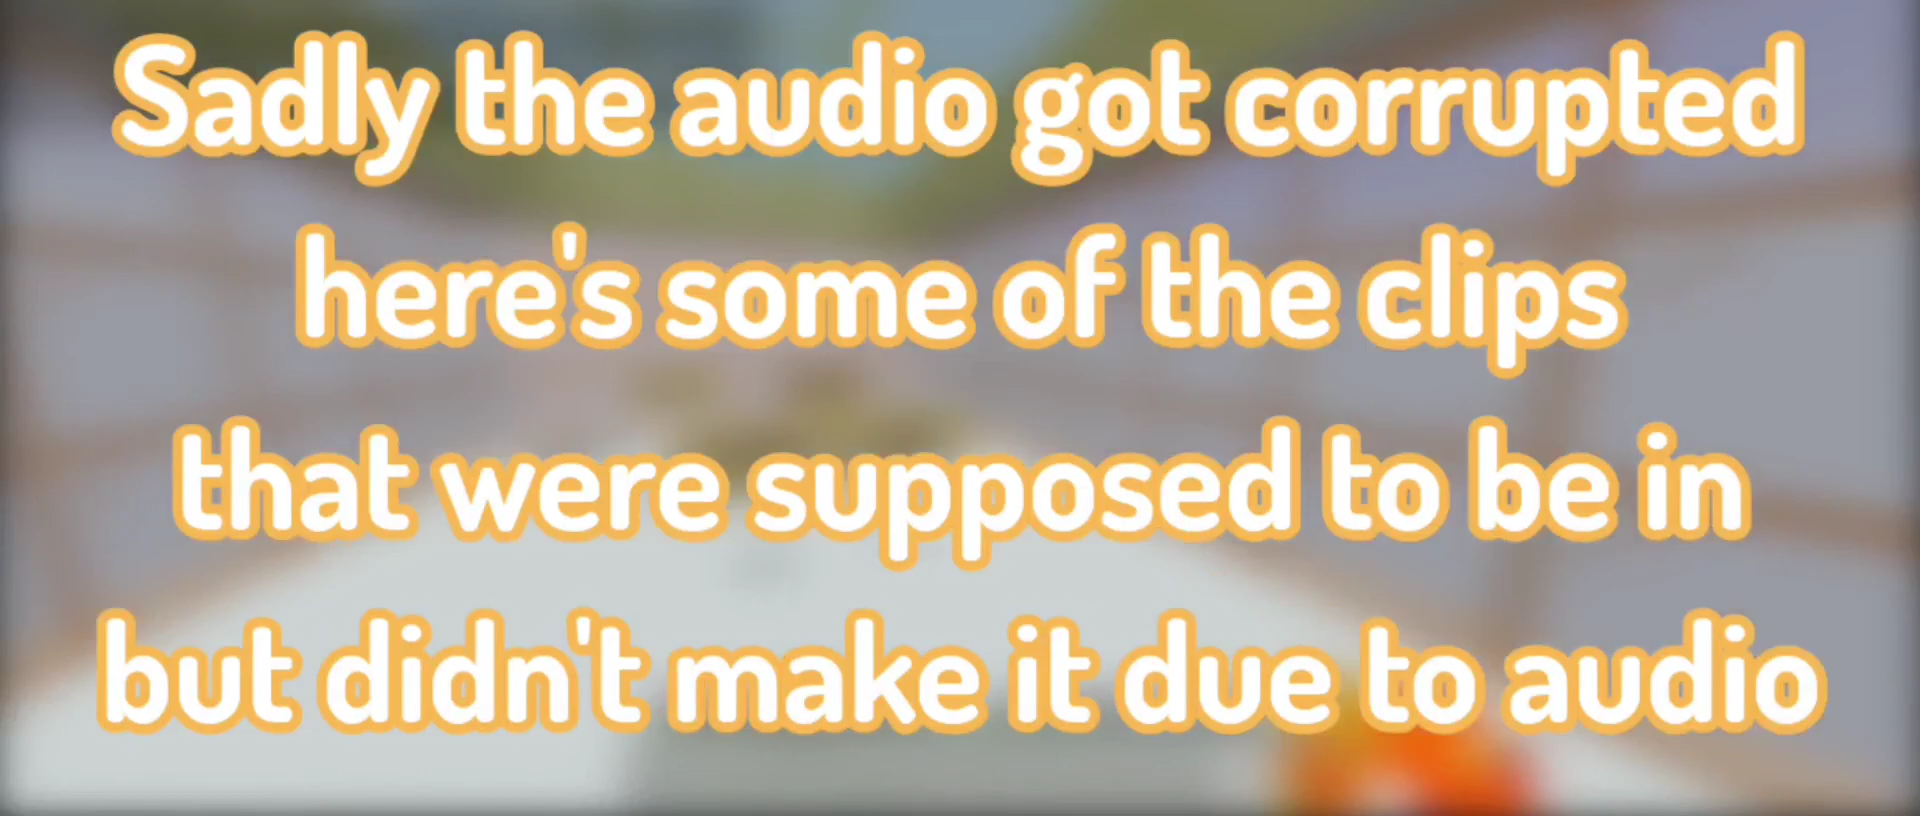 Sadly the audio got corrupted
here's some of the clips
that were supposed to be in
but didn't make it due to audio